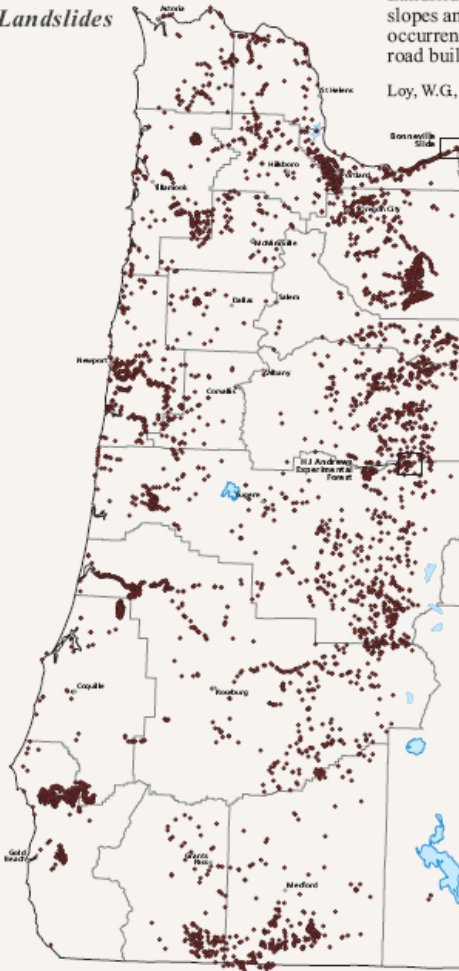 Landslides
slopes an
occurren
road buil
Loy, W.G.,
Astoria
St Helens
Bonneville
Slide
Hillsboro
Portland
Tillamook
Oregon City
McMinnville
Dallas
Salem
Newport
Albany
Corvallis
H.J. Andrews
Experimental
Forest
Eugene
Coquille
Roseburg
Gold
Beach
Grants
Pass
Medford